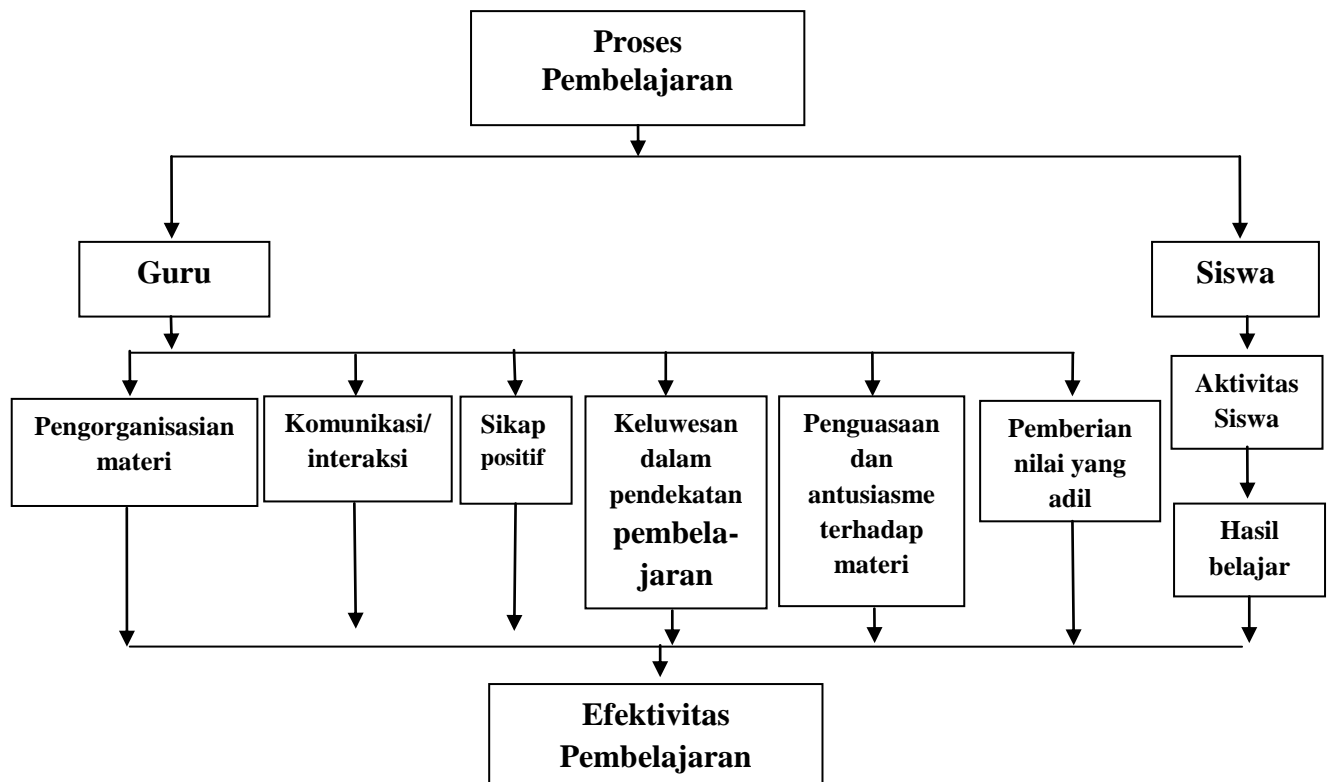 Proses
Pembelajaran
Guru
Siswa
Pengorganisasian
materi
Komunikasi/
interaksi
Sikap
positif
Keluwesan
dalam
pendekatan
pembela-
jaran
Penguasaan
dan
antusiasme
terhadap
materi
Pemberian
nilai yang
adil
Aktivitas
Siswa
Hasil
belajar
Efektivitas
Pembelajaran